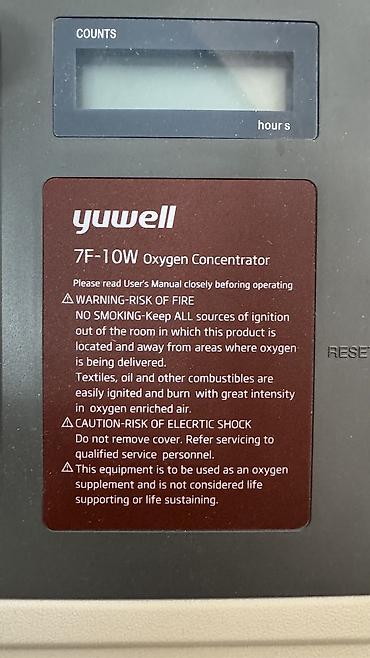 COUNTS
hours
yuwell
7F-10W Oxygen Concentrator
Please read User's Manual closely beforing operating
⚠ WARNING-RISK OF FIRE
NO SMOKING-Keep ALL sources of ignition
out of the room in which this product is
located and away from areas where oxygen
is being delivered.
Textiles, oil and other combustibles are
easily ignited and burn with great intensity
in oxygen enriched air.
⚠ CAUTION-RISK OF ELECRTIC SHOCK
Do not remove cover. Refer servicing to
qualified service personnel.
⚠ This equipment is to be used as an oxygen
supplement and is not considered life
supporting or life sustaining.
RESET